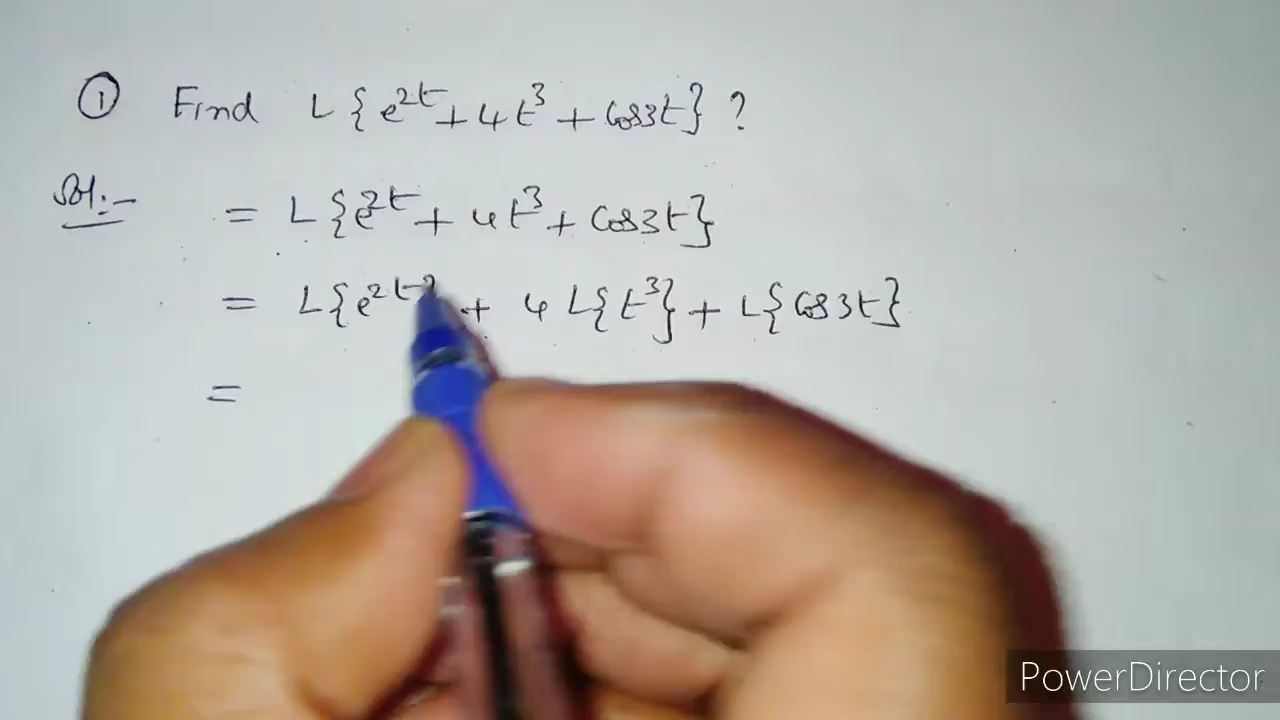 ① Find L{e^2t + 4t^3 + Cos3t} ?
Sol:- = L{e^2t + 4t^3 + Cos3t}
= L{e^2t} + 4 L{t^3} + L{Cos3t}
=
PowerDirector